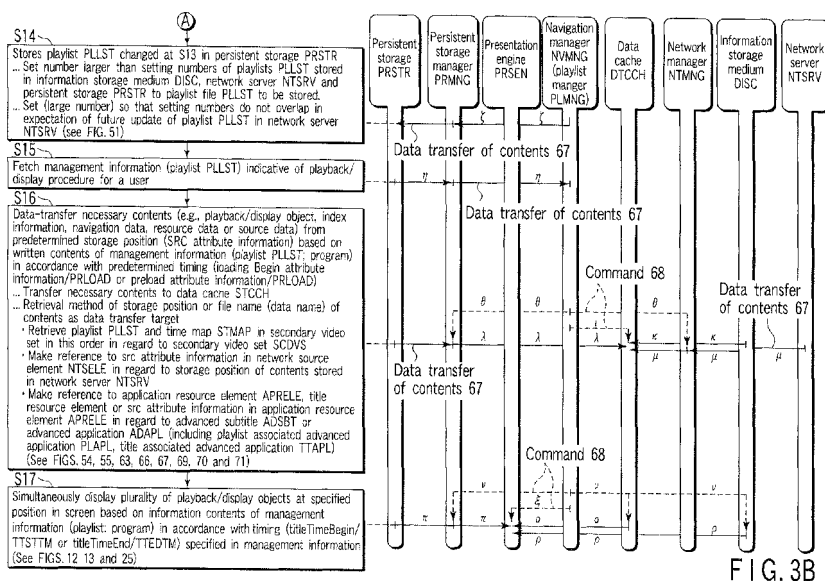 A
S14
Stores playlist PLLST changed at S13 in persistent storage PRSTR
... Set number larger than setting numbers of playlists PLLST stored
in information storage medium DISC, network server NTSRV and
persistent storage PRSTR to playlist file PLLST to be stored.
... Set (large number) so that setting numbers do not overlap in
expectation of future update of playlist PLLST in network server
NTSRV (see FIG. 51)
S15
Fetch management information (playlist PLLST) indicative of playback/
display procedure for a user
S16
Data-transfer necessary contents (e.g., playback/display object, index
information, navigation data, resource data or source data) from
predetermined storage position (SRC attribute information) based on
written contents of management information (playlist PLLST: program)
in accordance with predetermined timing (loading Begin attribute
information/PRLOAD or preload attribute information/PRLOAD)
... Transfer necessary contents to data cache STCCH
... Retrieval method of storage position or file name (data name) of
contents as data transfer target
• Retrieve playlist PLLST and time map STMAP in secondary video
set in this order in regard to secondary video set SCDVS
• Make reference to src attribute information in network source
element NTSELE in regard to storage position of contents stored
in network server NTSRV
• Make reference to application resource element APRELE, title
resource element or src attribute information in application resource
element APRELE in regard to advanced subtitle ADSBT or
advanced application ADAPL (including playlist associated advanced
application PLAPL, title associated advanced application TTAPL)
(See FIGS. 54, 55, 63, 66, 67, 69, 70 and 71)
S17
Simultaneously display plurality of playback/display objects at specified
position in screen based on information contents of management
information (playlist: program) in accordance with timing (titleTimeBegin/
TTSTTM or titleTimeEnd/TTEDTM) specified in management information
(See FIGS. 12 13 and 25)
Persistent
storage PRSTR
Persistent
storage manager
PRMNG
Presentation
engine
PRSEN
Navigation
manager
NVMNG
(playlist
manger
PLMNG)
Data
cache
DTCCH
Network
manager
NTMNG
Information
storage
medium
DISC
Network
server
NTSRV
ζ ζ
Data transfer of contents 67
η η
Data transfer of contents 67
Command 68
Data transfer
of contents 67
θ θ θ
ι
κ κ
λ λ λ
μ μ μ
Data transfer
of contents 67
Command 68
ν ν ν
ξ
π π ο ο
ρ ρ ρ
FIG. 3B